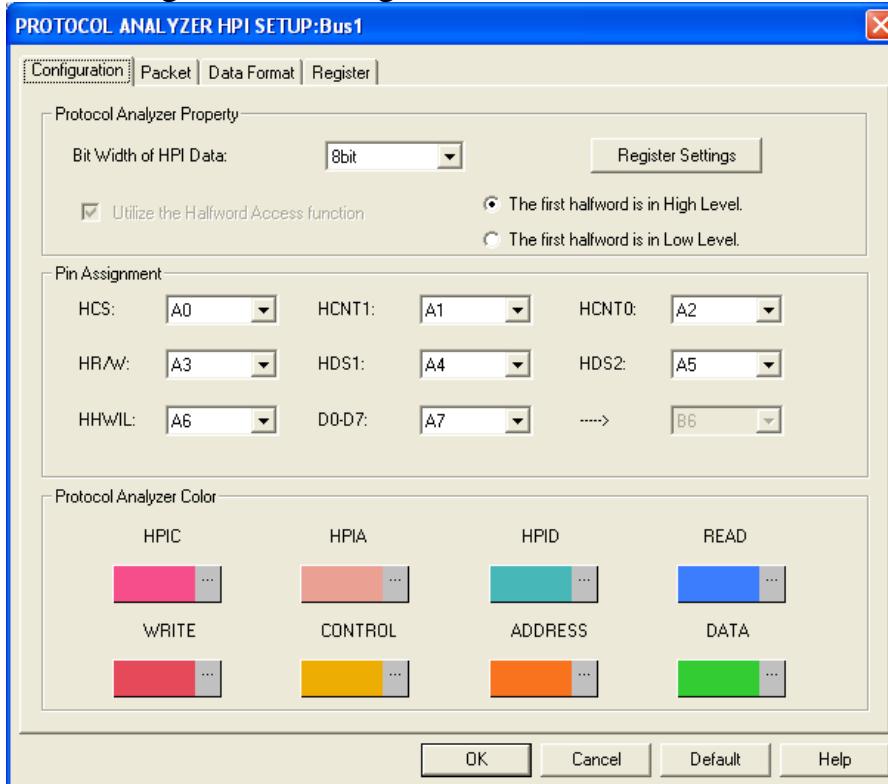 PROTOCOL ANALYZER HPI SETUP:Bus1
Configuration Packet Data Format Register
Protocol Analyzer Property
Bit Width of HPI Data: 8bit Register Settings
Utilize the Halfword Access function
The first halfword is in High Level.
The first halfword is in Low Level.
Pin Assignment
HCS: A0 HCNT1: A1 HCNT0: A2
HR/W: A3 HDS1: A4 HDS2: A5
HHWIL: A6 D0-D7: A7 ----> B6
Protocol Analyzer Color
HPIC HPIA HPID READ
... ... ... ...
WRITE CONTROL ADDRESS DATA
... ... ... ...
OK Cancel Default Help